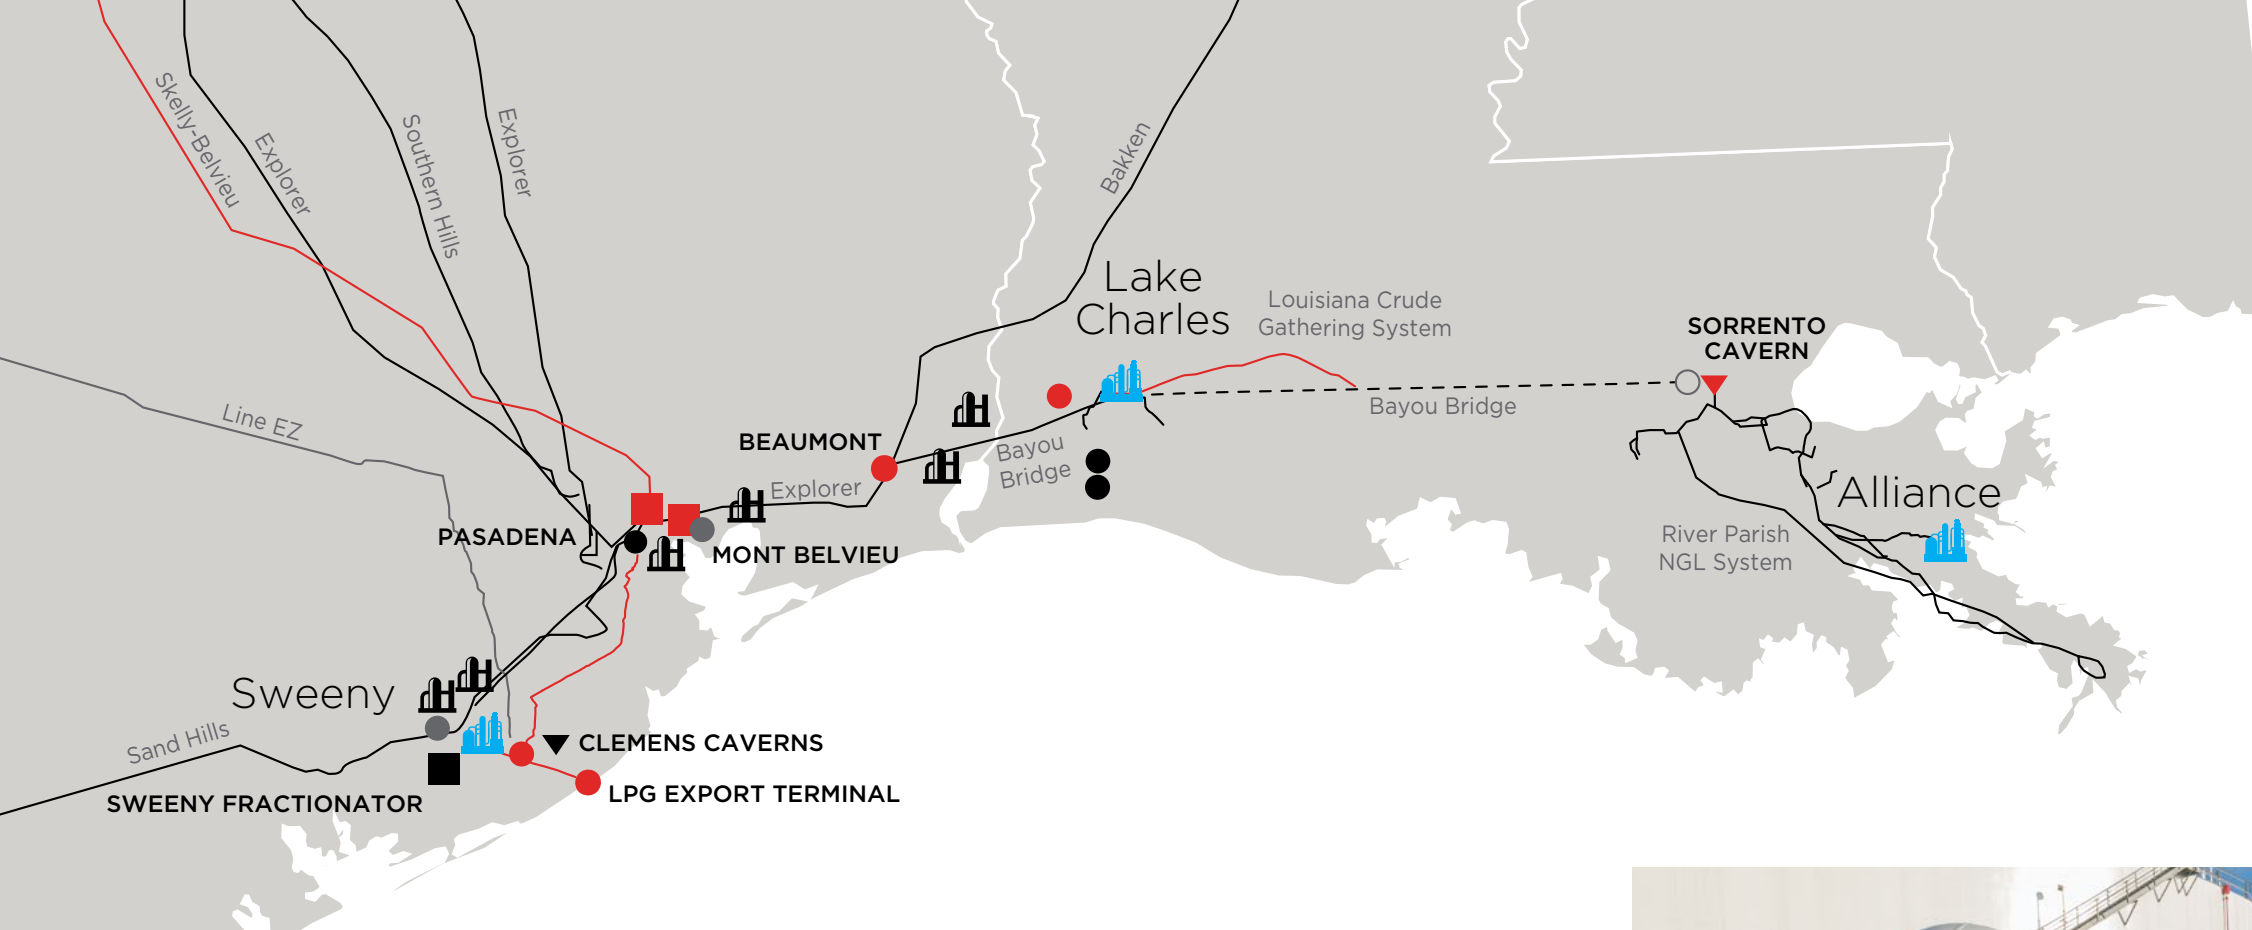 Skelly-Belvieu
Explorer
Southern Hills
Explorer
Bakken
Lake
Charles
Louisiana Crude
Gathering System
SORRENTO
CAVERN
Bayou Bridge
Line EZ
BEAUMONT
Bayou
Bridge
Explorer
Alliance
PASADENA
MONT BELVIEU
River Parish
NGL System
Sweeny
Sand Hills
CLEMENS CAVERNS
LPG EXPORT TERMINAL
SWEENY FRACTIONATOR